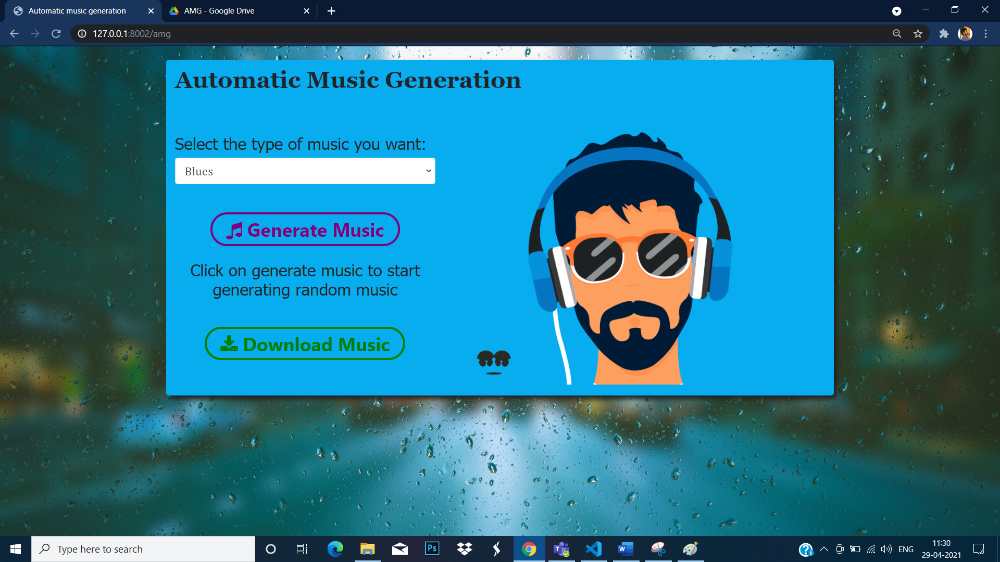 Automatic music generation
AMG - Google Drive
127.0.0.1:8002/amg
Automatic Music Generation
Select the type of music you want:
Blues
Generate Music
Click on generate music to start
generating random music
Download Music
Type here to search
Ps
T
W
ENG
11:30
29-04-2021